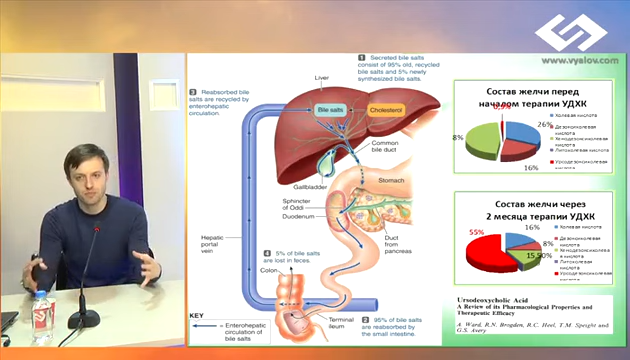 www.vyalov.com
1 Secreted bile salts
consist of 95% old, recycled
bile salts and 5% newly
synthesized bile salts.
3 Reabsorbed bile
salts are recycled by
enterohepatic
circulation.
Liver
Bile salts
Cholesterol
Common
bile duct
Gallbladder
Stomach
Sphincter
of Oddi
Duodenum
Duct
from
pancreas
Hepatic
portal
vein
4 5% of bile salts
are lost in feces.
Colon
KEY
= Enterohepatic
circulation of
bile salts
Terminal
ileum
2 95% of bile salts are
reabsorbed by
the small intestine.
Состав желчи перед
началом терапии УДХК
0,5%
26%
8%
16%
Холевая кислота
Дезоксихолевая
кислота
Хенодезоксихолевая
кислота
Литохолевая кислота
Урсодезоксихолевая
кислота
Состав желчи через
2 месяца терапии УДХК
55%
16%
8%
15,50%
Холевая кислота
Дезоксихолевая
кислота
Хенодезоксихолевая
кислота
Литохолевая
кислота
Урсодезоксихолевая
Ursodeoxycholic Acid
A Review of its Pharmacological Properties and
Therapeutic Efficacy
A. Ward, R.N. Brogden, R.C. Heel, T.M. Speight and
G.S. Avery